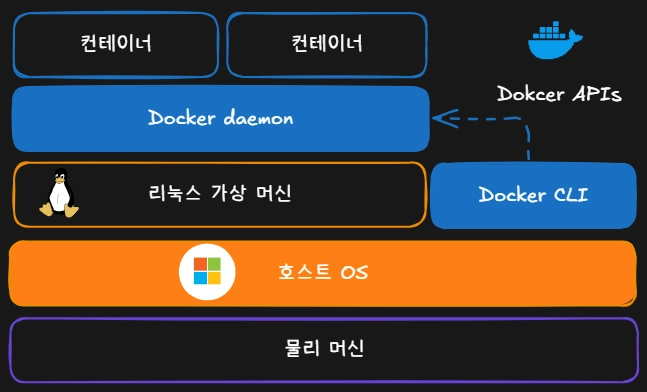 컨테이너
컨테이너
Dokcer APIs
Docker daemon
리눅스 가상 머신
Docker CLI
호스트 OS
물리 머신